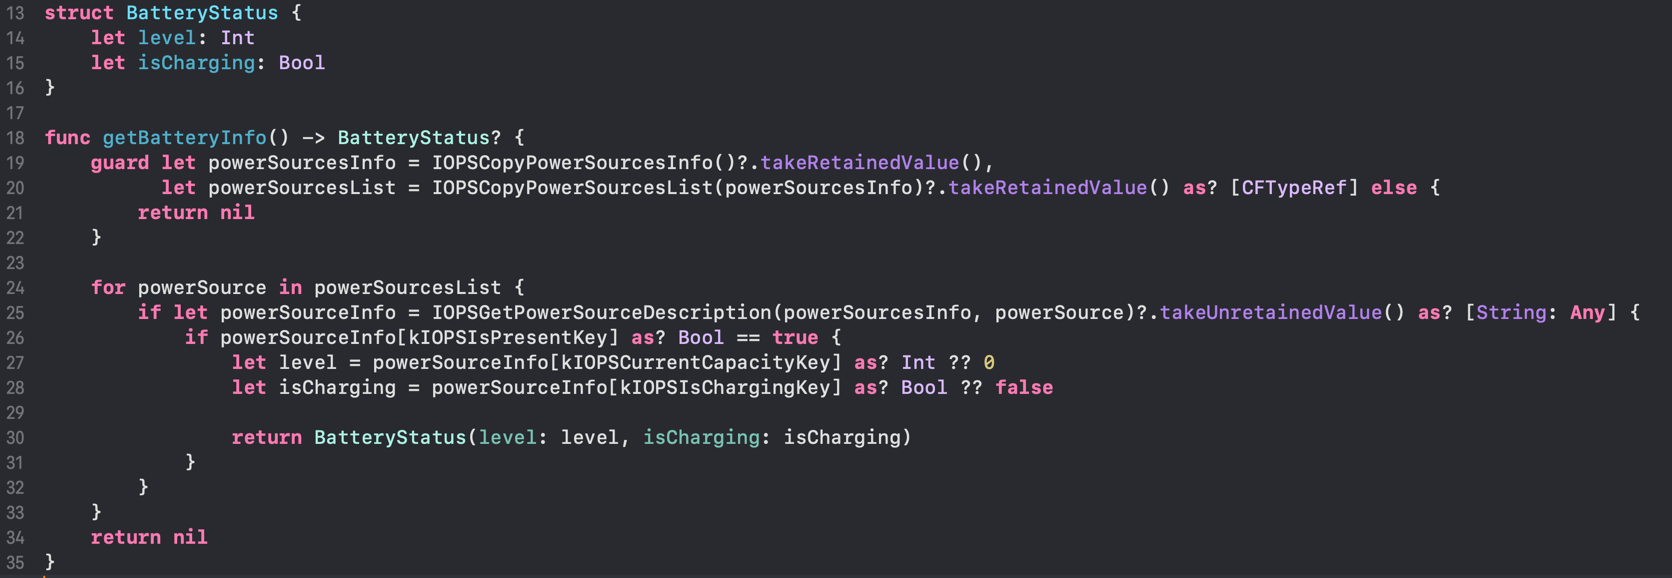 13 struct BatteryStatus {
14     let level: Int
15     let isCharging: Bool
16 }
17
18 func getBatteryInfo() -> BatteryStatus? {
19     guard let powerSourcesInfo = IOPSCopyPowerSourcesInfo()?.takeRetainedValue(),
20           let powerSourcesList = IOPSCopyPowerSourcesList(powerSourcesInfo)?.takeRetainedValue() as? [CFTypeRef] else {
21         return nil
22     }
23
24     for powerSource in powerSourcesList {
25         if let powerSourceInfo = IOPSGetPowerSourceDescription(powerSourcesInfo, powerSource)?.takeUnretainedValue() as? [String: Any] {
26             if powerSourceInfo[kIOPSIsPresentKey] as? Bool == true {
27                 let level = powerSourceInfo[kIOPSCurrentCapacityKey] as? Int ?? 0
28                 let isCharging = powerSourceInfo[kIOPSIsChargingKey] as? Bool ?? false
29
30                 return BatteryStatus(level: level, isCharging: isCharging)
31             }
32         }
33     }
34     return nil
35 }